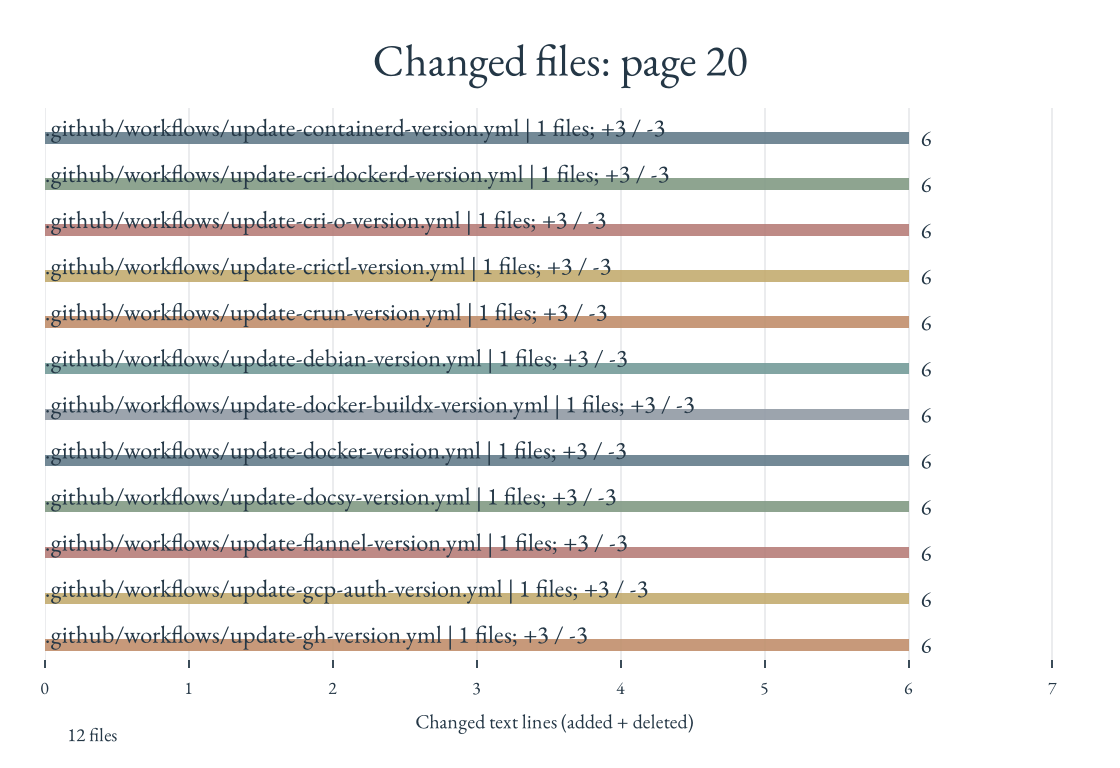 Changed files: page 20
.github/workflows/update-containerd-version.yml | 1 files; +3 / -3
6
.github/workflows/update-cri-dockerd-version.yml | 1 files; +3 / -3
6
.github/workflows/update-cri-o-version.yml | 1 files; +3 / -3
6
.github/workflows/update-crictl-version.yml | 1 files; +3 / -3
6
.github/workflows/update-crun-version.yml | 1 files; +3 / -3
6
.github/workflows/update-debian-version.yml | 1 files; +3 / -3
6
.github/workflows/update-docker-buildx-version.yml | 1 files; +3 / -3
6
.github/workflows/update-docker-version.yml | 1 files; +3 / -3
6
.github/workflows/update-docsy-version.yml | 1 files; +3 / -3
6
.github/workflows/update-flannel-version.yml | 1 files; +3 / -3
6
.github/workflows/update-gcp-auth-version.yml | 1 files; +3 / -3
6
.github/workflows/update-gh-version.yml | 1 files; +3 / -3
6
0 1 2 3 4 5 6 7
Changed text lines (added + deleted)
12 files